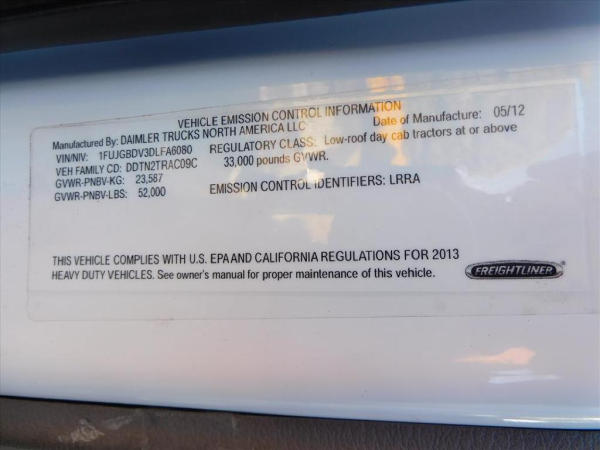 VEHICLE EMISSION CONTROL INFORMATION
Manufactured By: DAIMLER TRUCKS NORTH AMERICA LLC Date of Manufacture: 05/12
VIN/NIV: 1FUJGBDV3DLFA6080 REGULATORY CLASS: Low-roof day cab tractors at or above
VEH FAMILY CD: DDTN2TRAC09C 33,000 pounds GVWR.
GVWR-PNBV-KG: 23,587
GVWR-PNBV-LBS: 52,000 EMISSION CONTROL IDENTIFIERS: LRRA
THIS VEHICLE COMPLIES WITH U.S. EPA AND CALIFORNIA REGULATIONS FOR 2013
HEAVY DUTY VEHICLES. See owner's manual for proper maintenance of this vehicle.
FREIGHTLINER